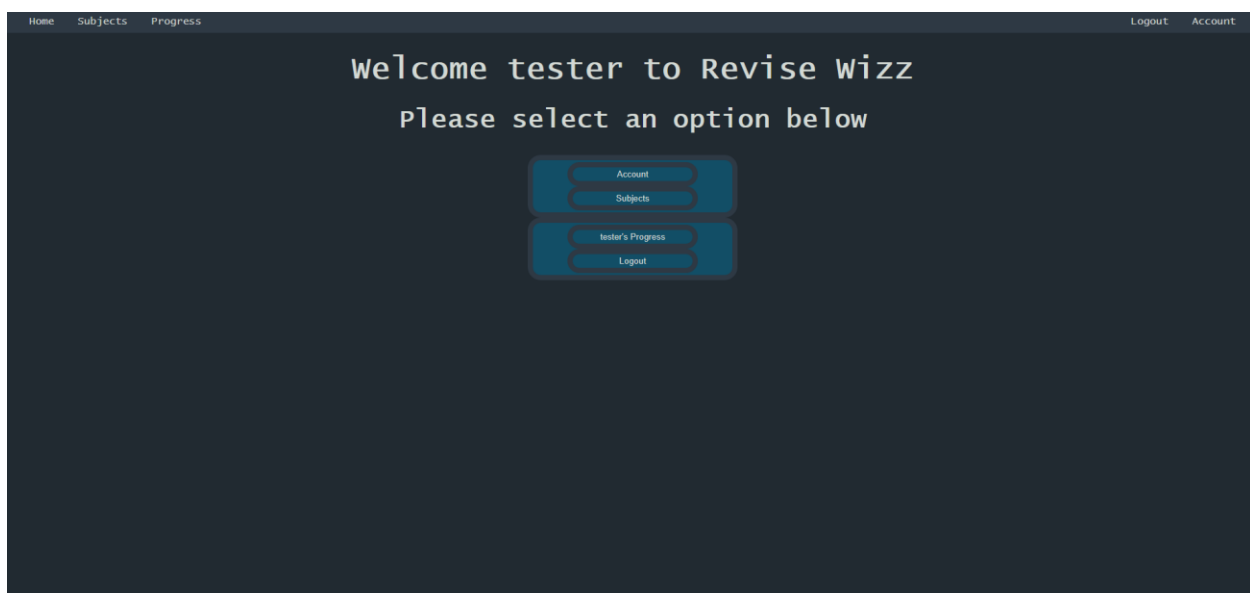 Home Subjects Progress Logout Account
Welcome tester to Revise Wizz
Please select an option below
Account
Subjects
tester's Progress
Logout